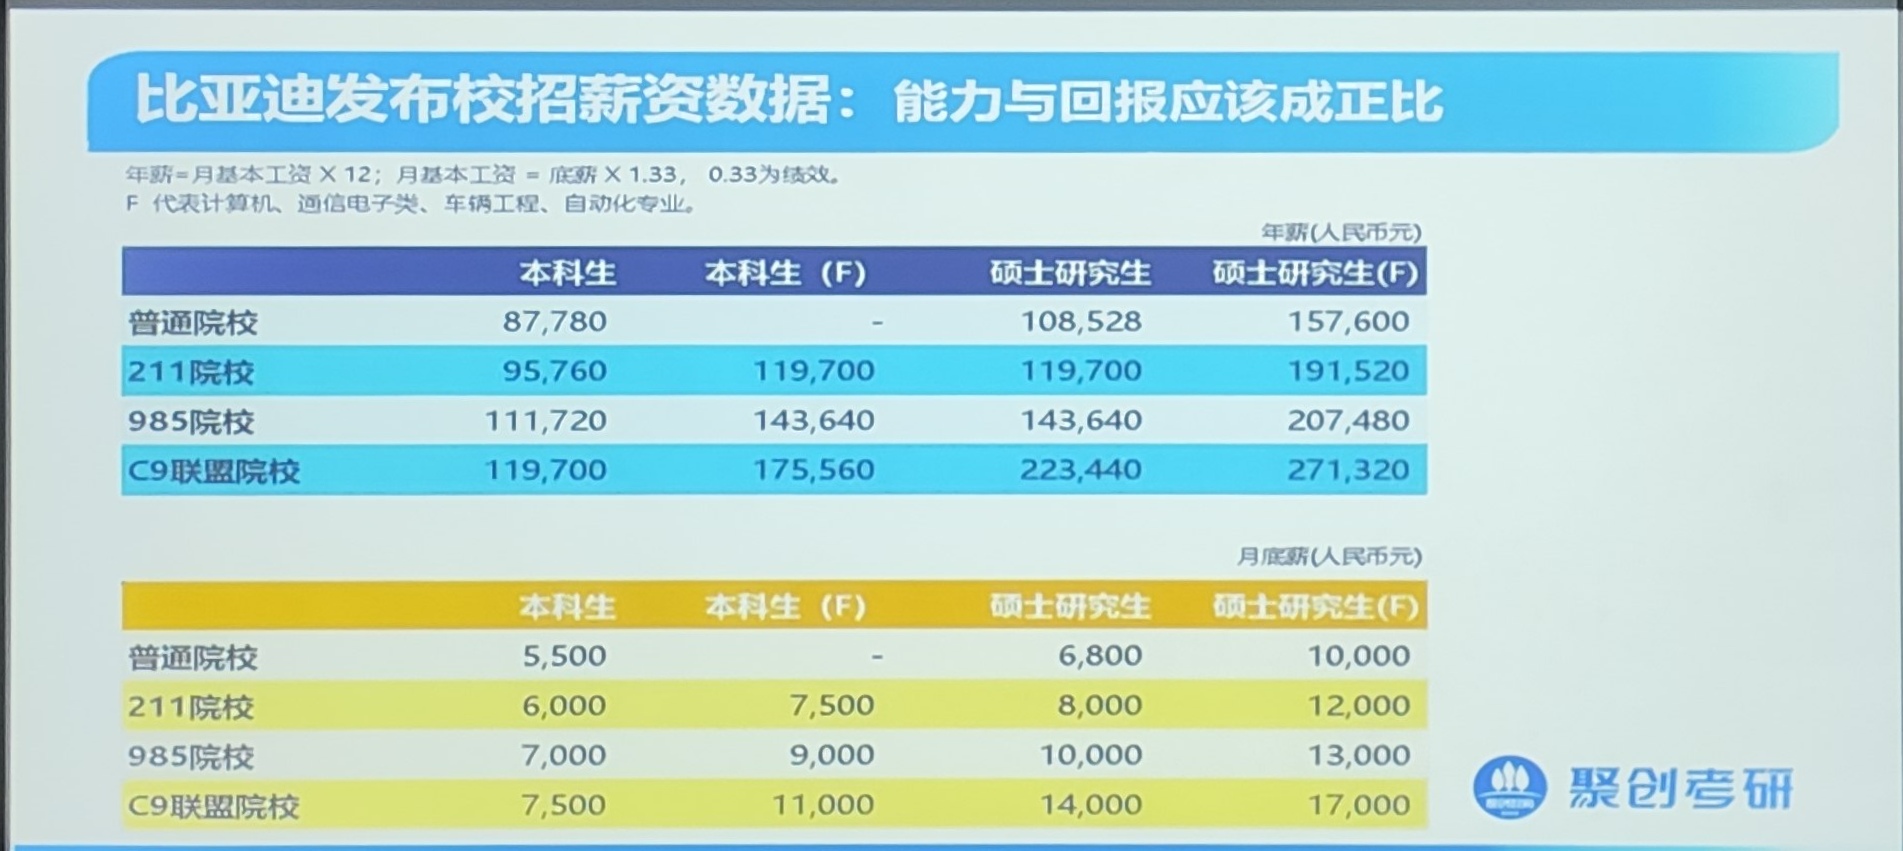 比亚迪发布校招薪资数据：能力与回报应该成正比
年薪=月基本工资 X 12；月基本工资 = 底薪 X 1.33， 0.33为绩效。
F 代表计算机、通信电子类、车辆工程、自动化专业。
年薪(人民币元)
本科生 本科生（F) 硕士研究生 硕士研究生(F)
普通院校 87,780 - 108,528 157,600
211院校 95,760 119,700 119,700 191,520
985院校 111,720 143,640 143,640 207,480
C9联盟院校 119,700 175,560 223,440 271,320
月底薪(人民币元)
本科生 本科生（F) 硕士研究生 硕士研究生(F)
普通院校 5,500 - 6,800 10,000
211院校 6,000 7,500 8,000 12,000
985院校 7,000 9,000 10,000 13,000
C9联盟院校 7,500 11,000 14,000 17,000
聚创考研